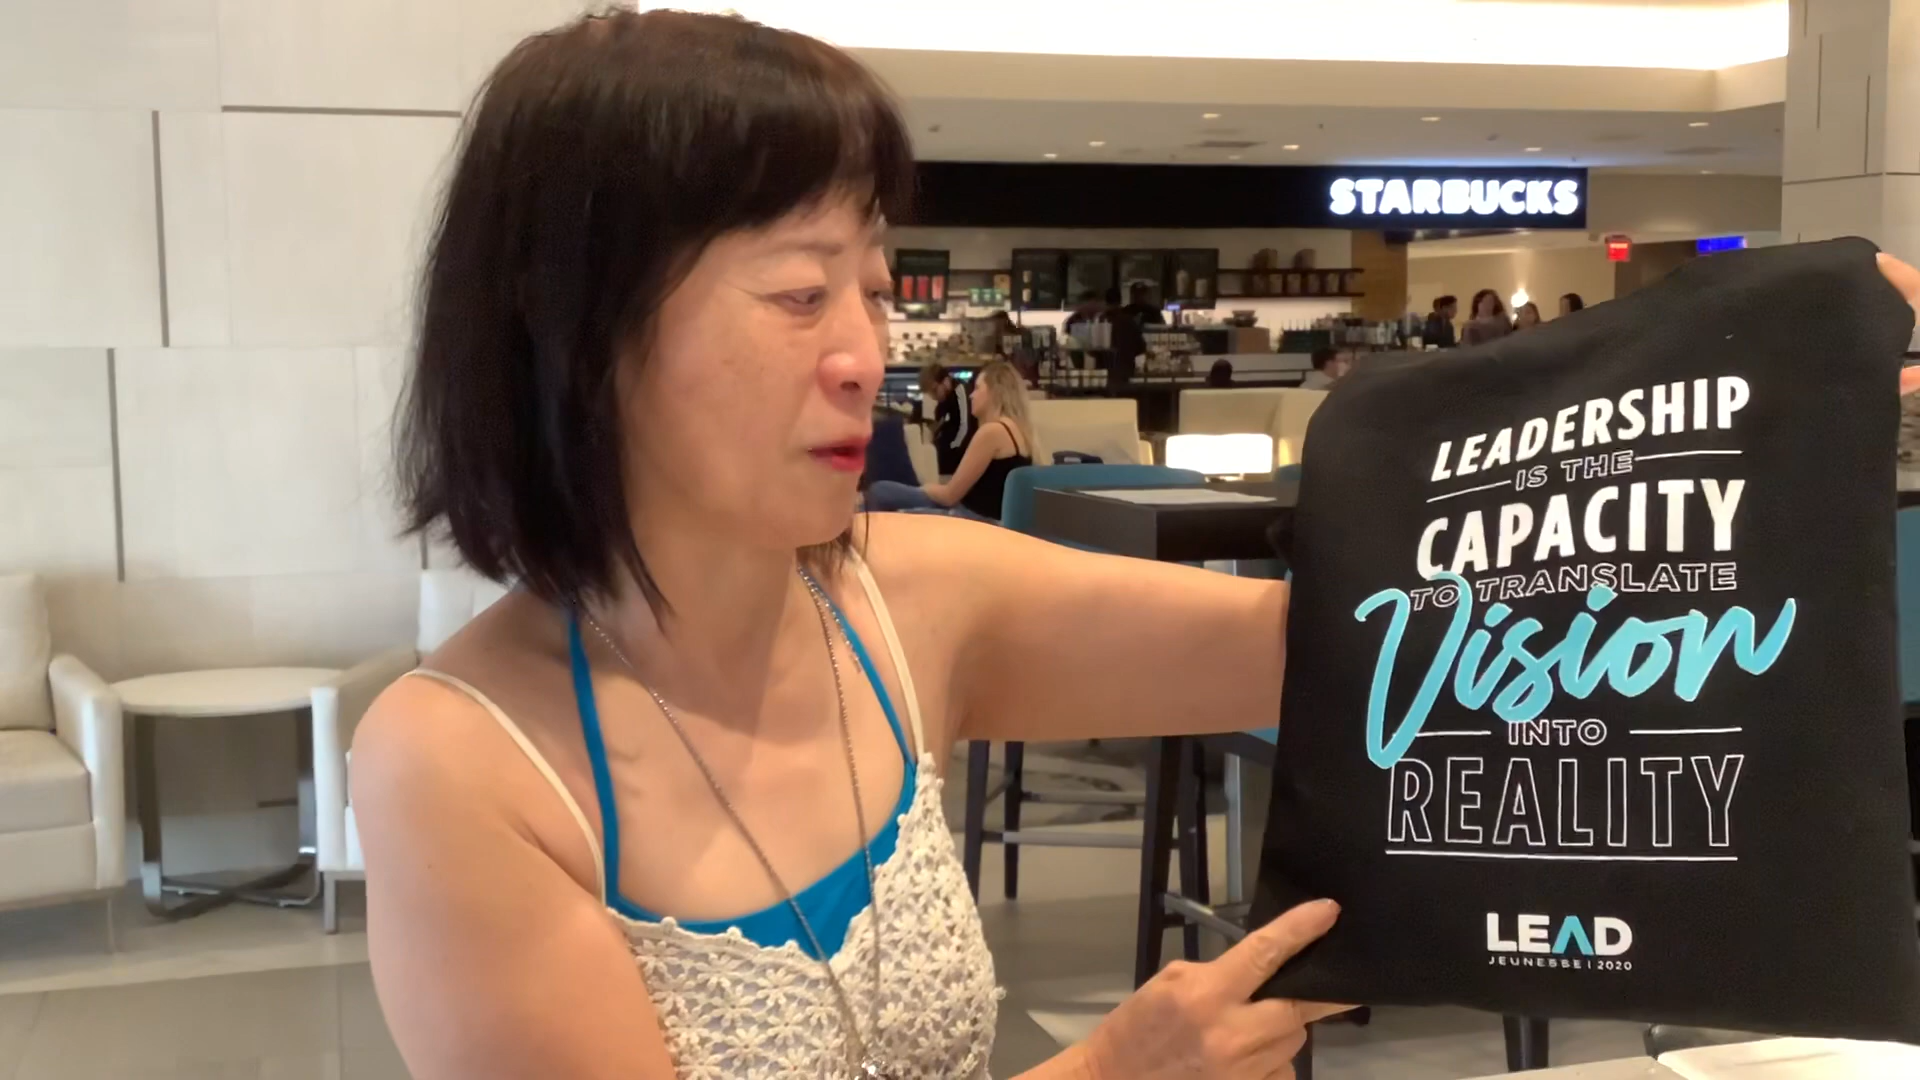 STARBUCKS
LEADERSHIP
IS THE
CAPACITY
TO TRANSLATE
Vision
INTO
REALITY
LEAD
JEUNESSE | 2020